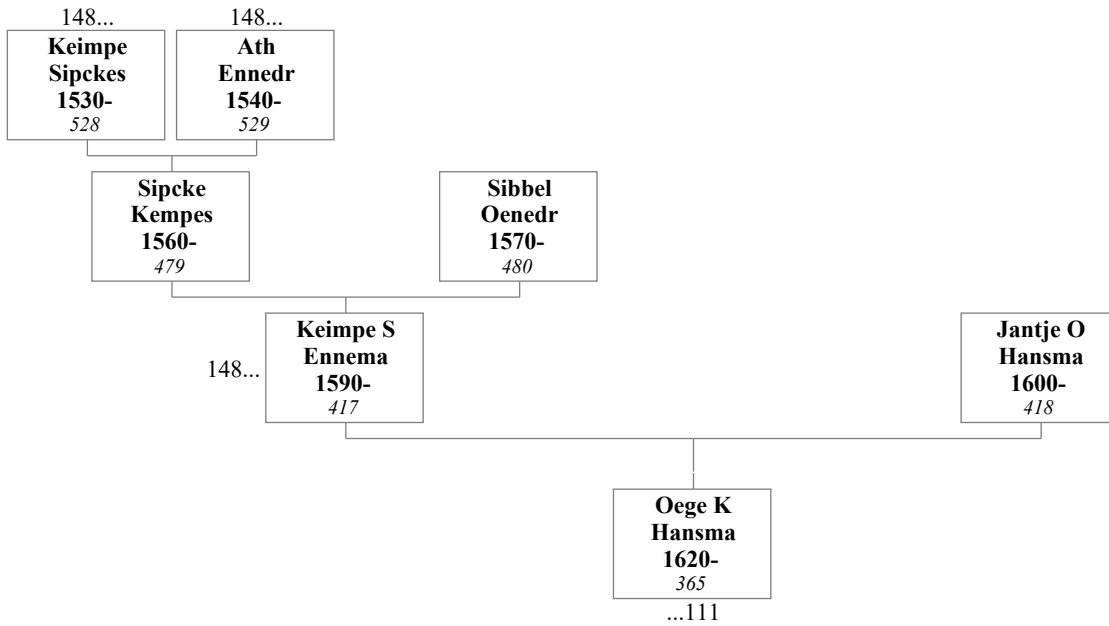 148...
148...
Keimpe
Sipckes
1530-
528
Ath
Ennedr
1540-
529
Sipcke
Kempes
1560-
479
Sibbel
Oenedr
1570-
480
148...
Keimpe S
Ennema
1590-
417
Jantje O
Hansma
1600-
418
Oege K
Hansma
1620-
365
...111